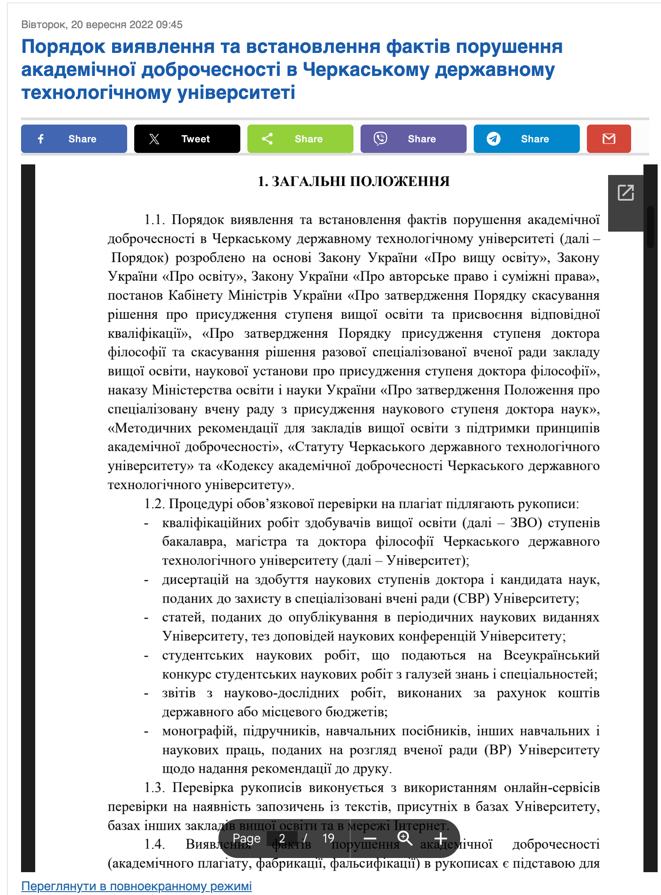 Вівторок, 20 вересня 2022 09:45
Порядок виявлення та встановлення фактів порушення
академічної доброчесності в Черкаському державному
технологічному університеті
Share
Tweet
Share
Share
Share
1. ЗАГАЛЬНІ ПОЛОЖЕННЯ
1.1. Порядок виявлення та встановлення фактів порушення академічної
доброчесності в Черкаському державному технологічному університеті (далі –
Порядок) розроблено на основі Закону України «Про вищу освіту», Закону
України «Про освіту», Закону України «Про авторське право і суміжні права»,
постанов Кабінету Міністрів України «Про затвердження Порядку скасування
рішення про присудження ступеня вищої освіти та присвоєння відповідної
кваліфікації», «Про затвердження Порядку присудження ступеня доктора
філософії та скасування рішення разової спеціалізованої вченої ради закладу
вищої освіти, наукової установи про присудження ступеня доктора філософії»,
наказу Міністерства освіти і науки України «Про затвердження Положення про
спеціалізовану вчену раду з присудження наукового ступеня доктора наук»,
«Методичних рекомендації для закладів вищої освіти з підтримки принципів
академічної доброчесності», «Статуту Черкаського державного технологічного
університету» та «Кодексу академічної доброчесності Черкаського державного
технологічного університету».
1.2. Процедурі обов’язкової перевірки на плагіат підлягають рукописи:
- кваліфікаційних робіт здобувачів вищої освіти (далі – ЗВО) ступенів
бакалавра, магістра та доктора філософії Черкаського державного
технологічного університету (далі – Університет);
- дисертацій на здобуття наукових ступенів доктора і кандидата наук,
поданих до захисту в спеціалізовані вчені ради (СВР) Університету;
- статей, поданих до опублікування в періодичних наукових виданнях
Університету, тез доповідей наукових конференцій Університету;
- студентських наукових робіт, що подаються на Всеукраїнський
конкурс студентських наукових робіт з галузей знань і спеціальностей;
- звітів з науково-дослідних робіт, виконаних за рахунок коштів
державного або місцевого бюджетів;
- монографій, підручників, навчальних посібників, інших навчальних і
наукових праць, поданих на розгляд вченої ради (ВР) Університету
щодо надання рекомендації до друку.
1.3. Перевірка рукописів виконується з використанням онлайн-сервісів
перевірки на наявність запозичень із текстів, присутніх в базах Університету,
базах інших закладів вищої освіти та в мережі Інтернет.
1.4. Виявлення фактів порушення академічної доброчесності
(академічного плагіату, фабрикації, фальсифікації) в рукописах є підставою для
Page 2 / 19
Переглянути в повноекранному режимі